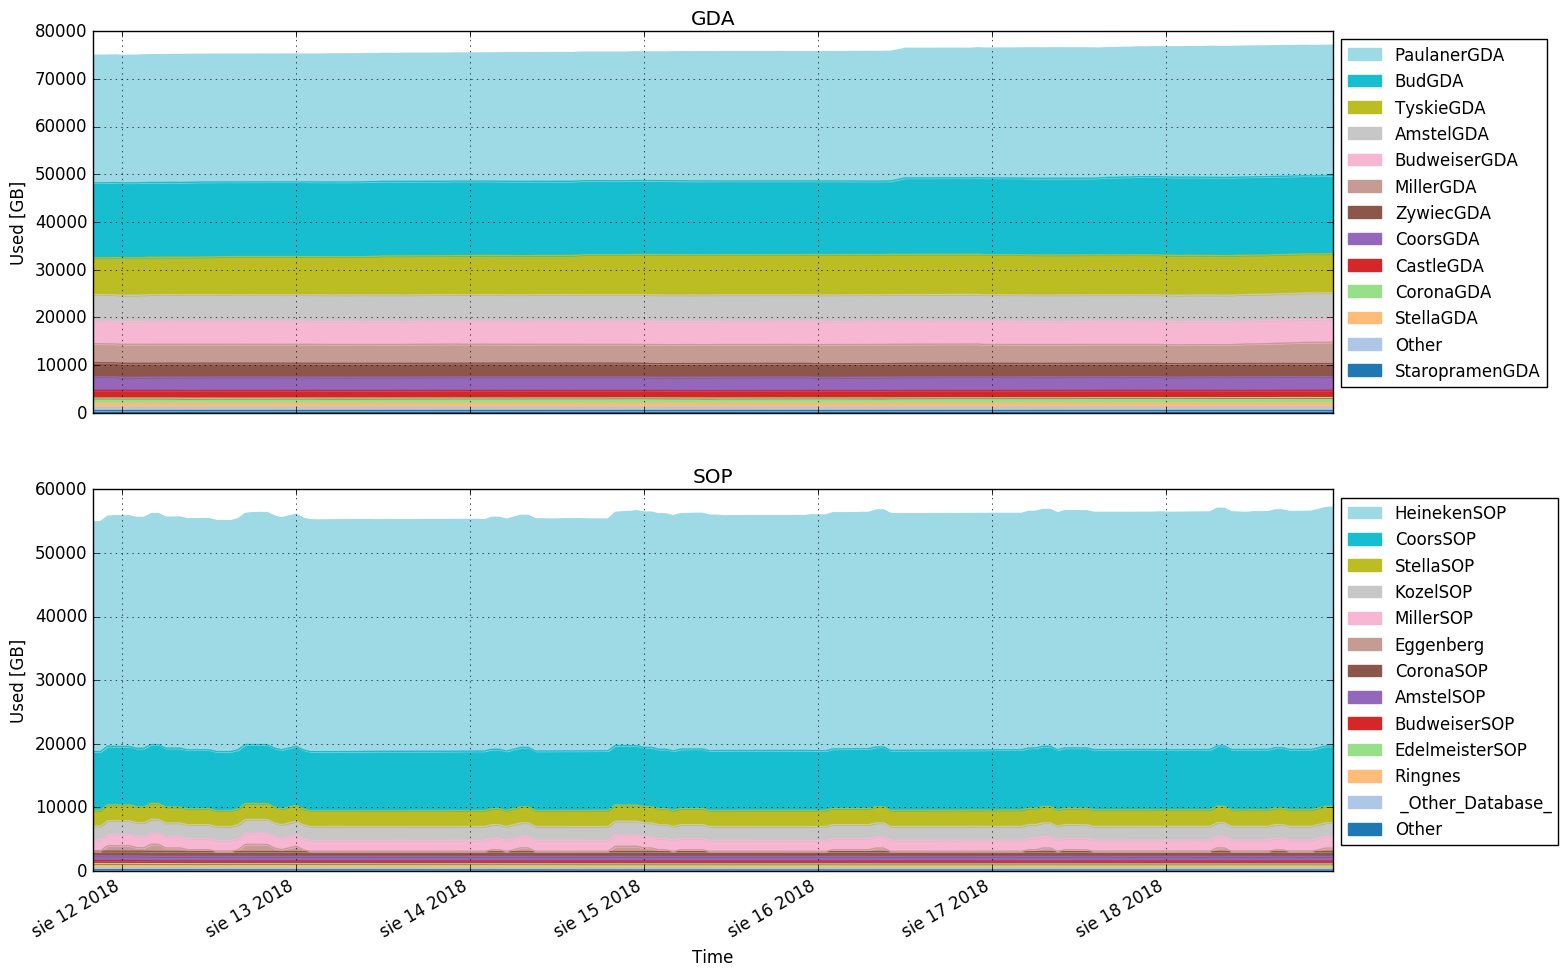 GDA
80000
70000
60000
50000
40000
30000
20000
10000
0
Used [GB]
PaulanerGDA
BudGDA
TyskieGDA
AmstelGDA
BudweiserGDA
MillerGDA
ZywiecGDA
CoorsGDA
CastleGDA
CoronaGDA
StellaGDA
Other
StaropramenGDA
SOP
60000
50000
40000
30000
20000
10000
0
Used [GB]
HeinekenSOP
CoorsSOP
StellaSOP
KozelSOP
MillerSOP
Eggenberg
CoronaSOP
AmstelSOP
BudweiserSOP
EdelmeisterSOP
Ringnes
_Other_Database_
Other
sie 12 2018
sie 13 2018
sie 14 2018
sie 15 2018
sie 16 2018
sie 17 2018
sie 18 2018
Time